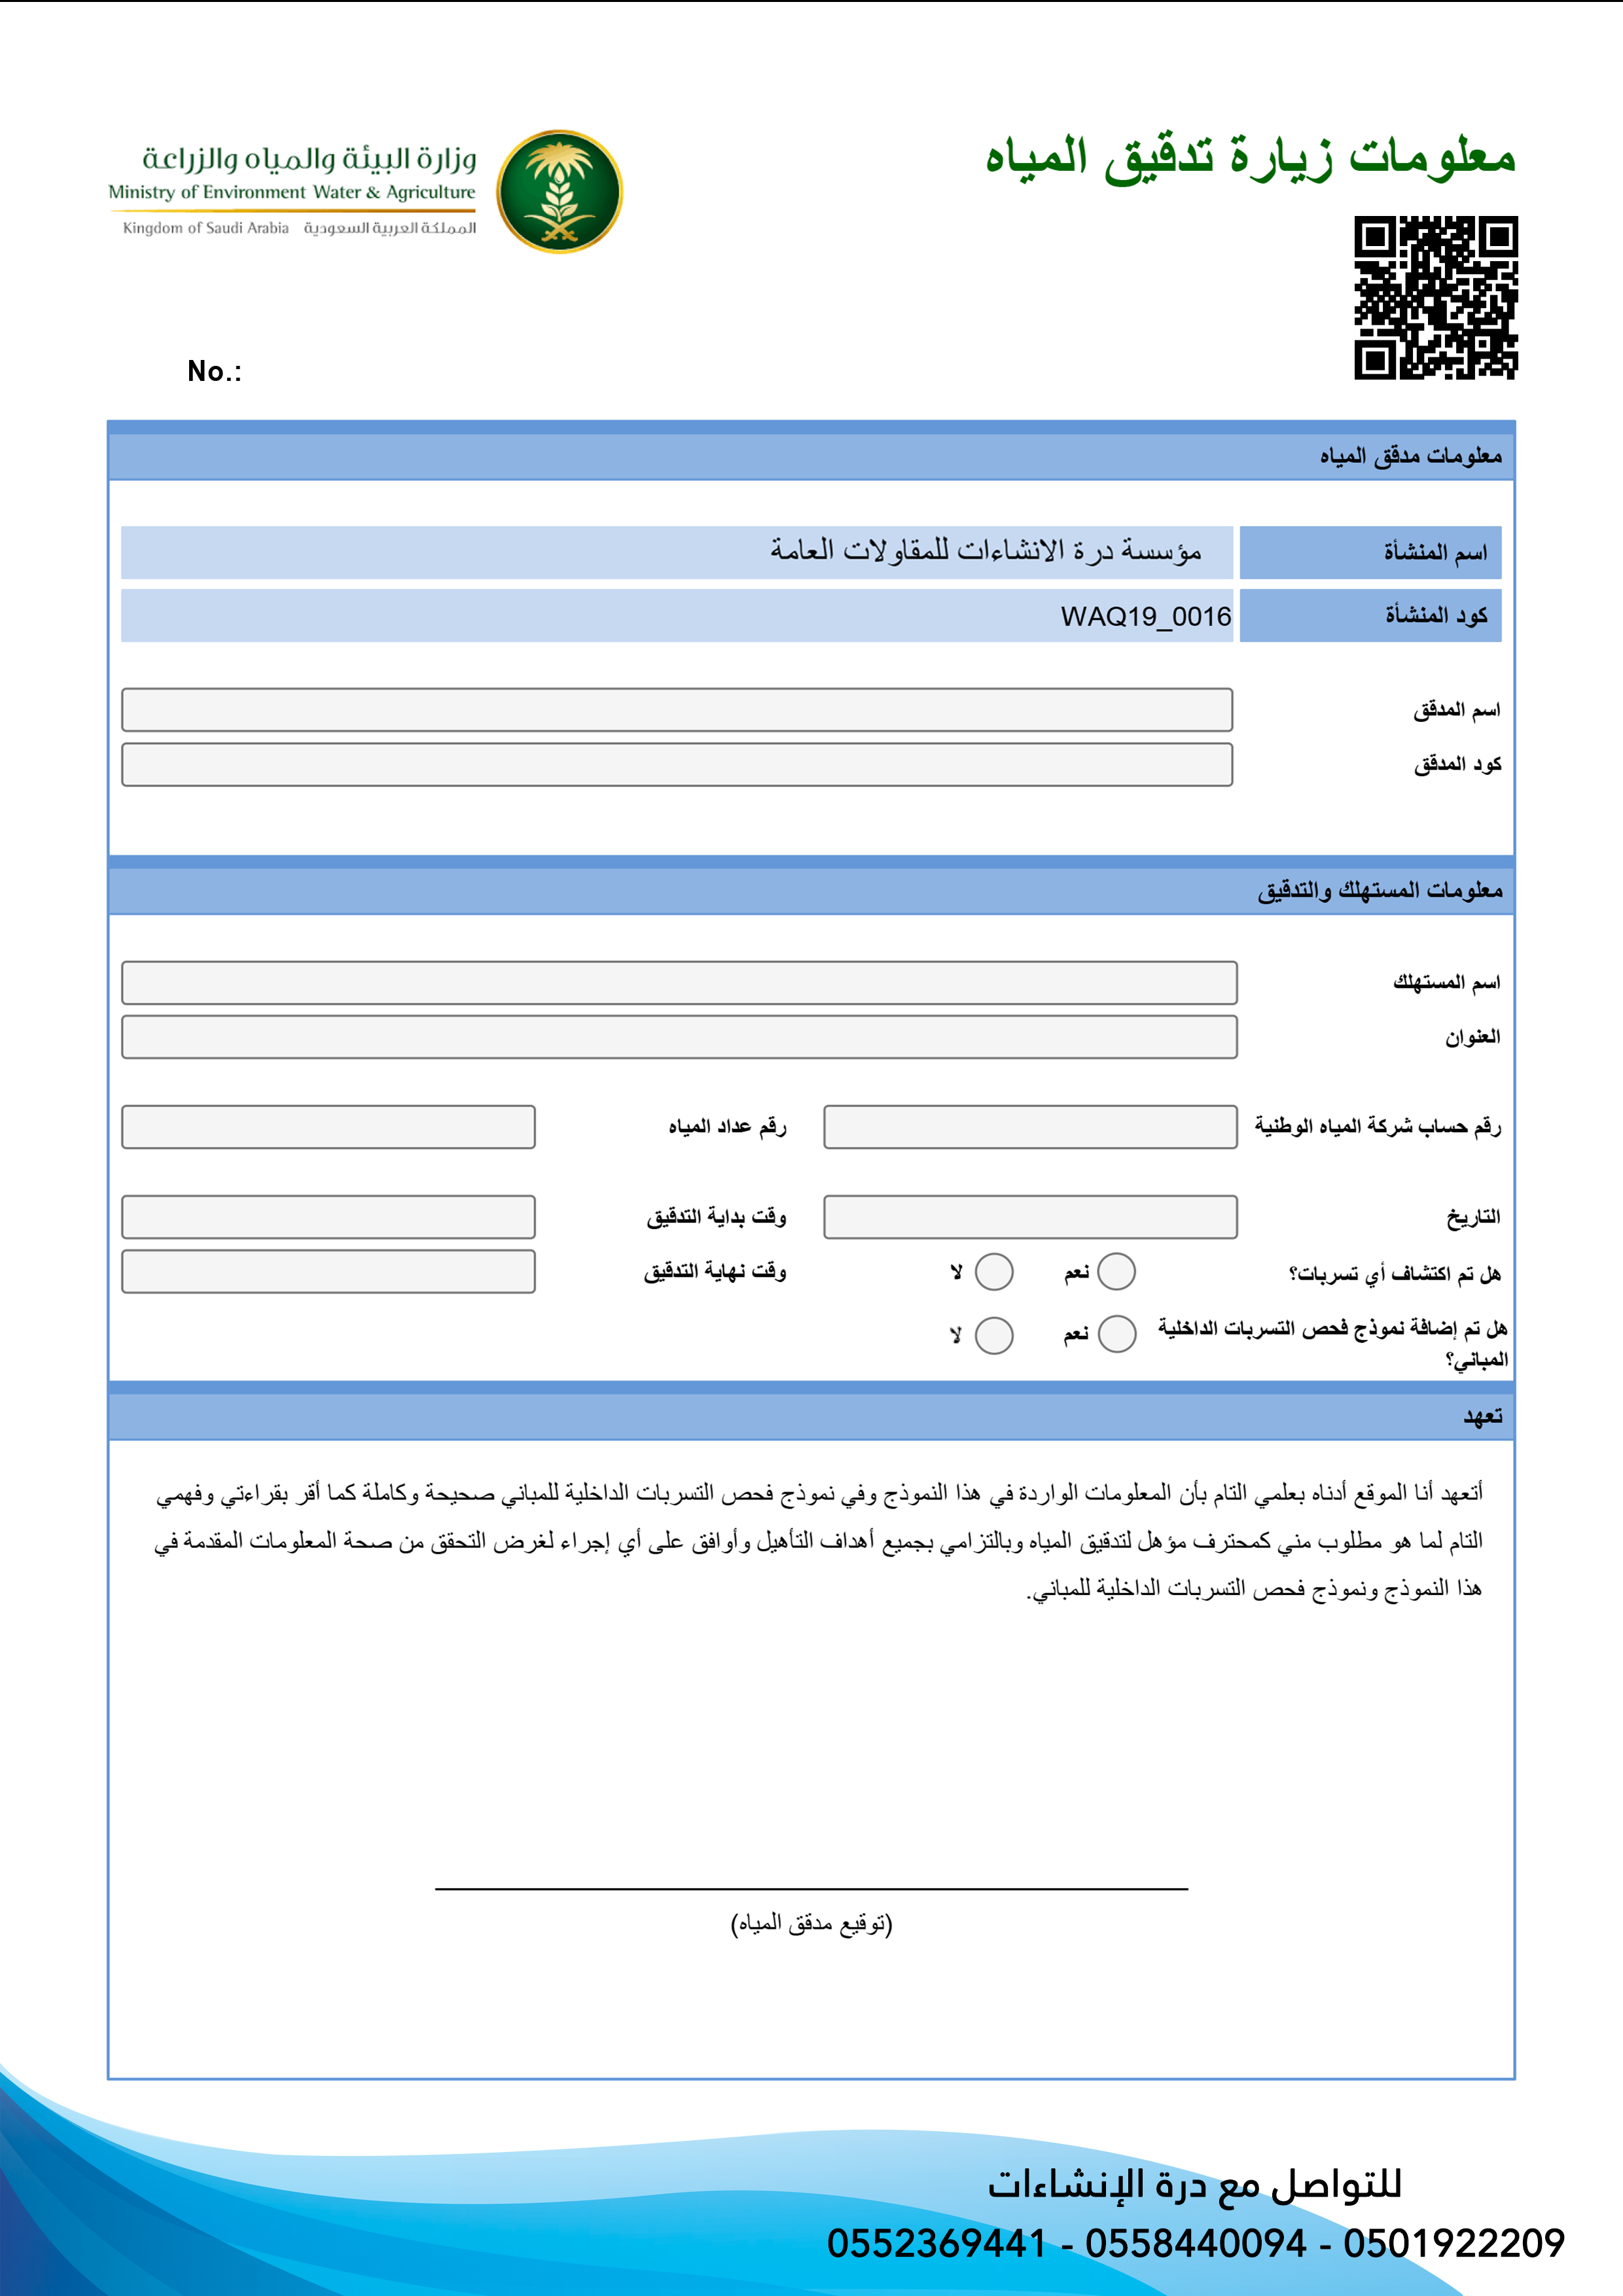 معلومات زيارة تدقيق المياه
وزارة البيئة والمياه والزراعة
Ministry of Environment Water & Agriculture
Kingdom of Saudi Arabia المملكة العربية السعودية
No.:
معلومات مدقق المياه
اسم المنشأة مؤسسة درة الانشاءات للمقاولات العامة
كود المنشأة WAQ19_0016
اسم المدقق
كود المدقق
معلومات المستهلك والتدقيق
اسم المستهلك
العنوان
رقم حساب شركة المياه الوطنية رقم عداد المياه
التاريخ وقت بداية التدقيق
هل تم اكتشاف أي تسربات؟ نعم لا وقت نهاية التدقيق
هل تم إضافة نموذج فحص التسربات الداخلية نعم لا
المباني؟
تعهد
أتعهد أنا الموقع أدناه بعلمي التام بأن المعلومات الواردة في هذا النموذج وفي نموذج فحص التسربات الداخلية للمباني صحيحة وكاملة كما أقر بقراءتي وفهمي
التام لما هو مطلوب مني كمحترف مؤهل لتدقيق المياه وبالتزامي بجميع أهداف التأهيل وأوافق على أي إجراء لغرض التحقق من صحة المعلومات المقدمة في
هذا النموذج ونموذج فحص التسربات الداخلية للمباني.
(توقيع مدقق المياه)
للتواصل مع درة الإنشاءات
0552369441 - 0558440094 - 0501922209